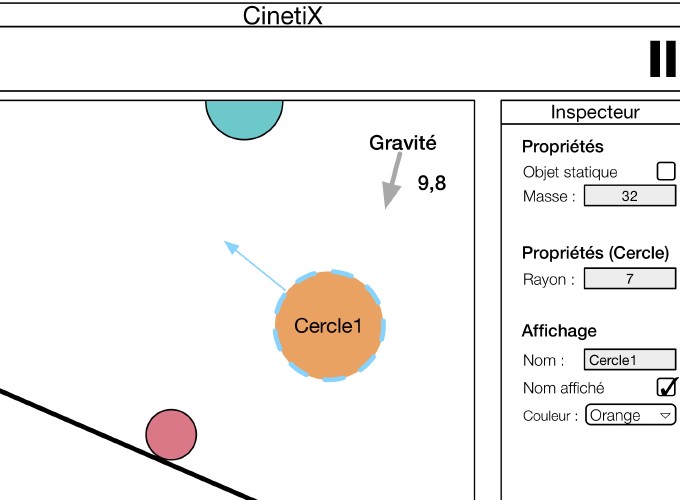 CinetiX
Gravité
9,8
Cercle1
Inspecteur
Propriétés
Objet statique
Masse : 32
Propriétés (Cercle)
Rayon : 7
Affichage
Nom : Cercle1
Nom affiché
Couleur : Orange